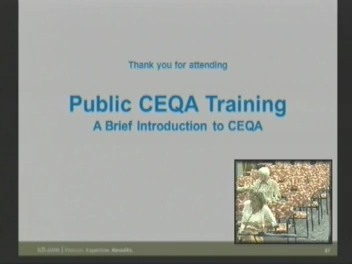 Thank you for attending
Public CEQA Training
A Brief Introduction to CEQA